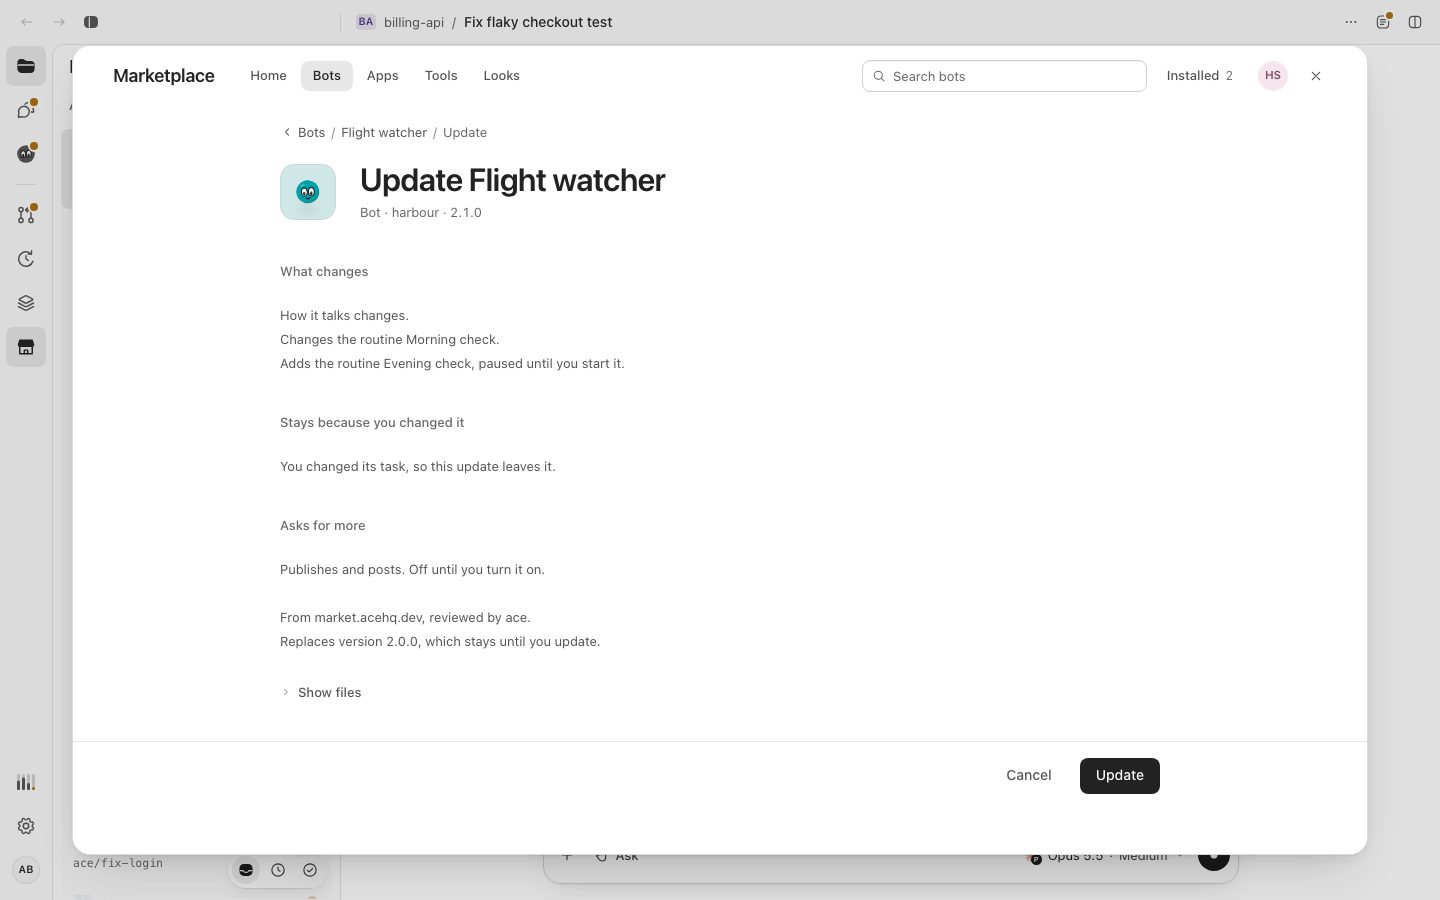 BA billing-api / Fix flaky checkout test
Marketplace
Home
Bots
Apps
Tools
Looks
Search bots
Installed 2
HS
Bots / Flight watcher / Update
Update Flight watcher
Bot · harbour · 2.1.0
What changes
How it talks changes.
Changes the routine Morning check.
Adds the routine Evening check, paused until you start it.
Stays because you changed it
You changed its task, so this update leaves it.
Asks for more
Publishes and posts. Off until you turn it on.
From market.acehq.dev, reviewed by ace.
Replaces version 2.0.0, which stays until you update.
Show files
Cancel
Update
Ask
Opus 5.5 · Medium
ace/fix-login
AB